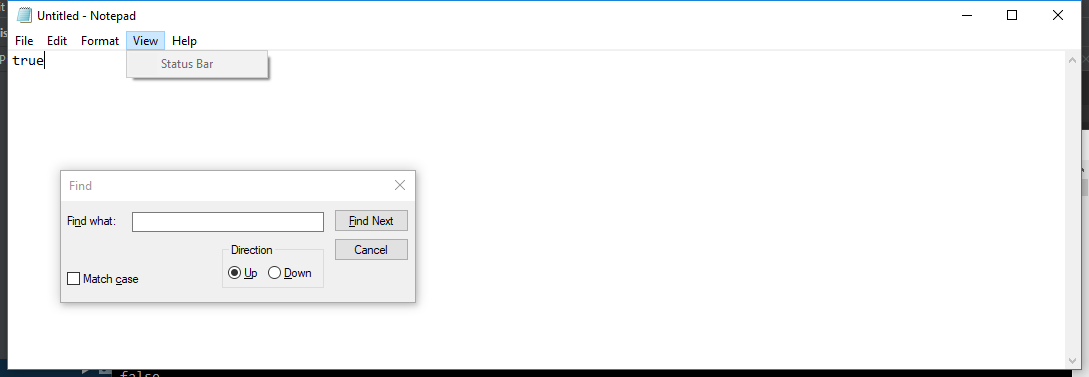 Untitled - Notepad
File Edit Format View Help
true
Status Bar
Find
Find what:
Find Next
Direction
Cancel
Up Down
Match case
false